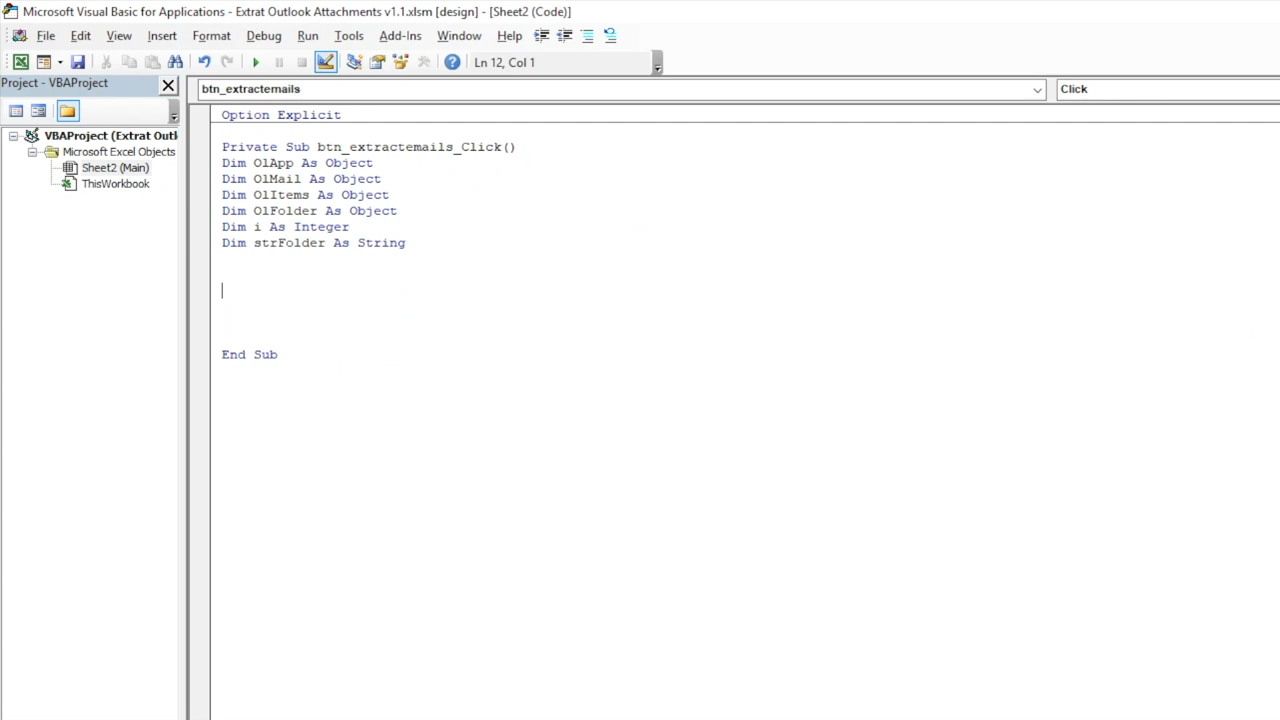 Microsoft Visual Basic for Applications - Extrat Outlook Attachments v1.1.xlsm [design] - [Sheet2 (Code)]
File Edit View Insert Format Debug Run Tools Add-Ins Window Help
Ln 12, Col 1
Project - VBAProject
btn_extractemails
Click
VBAProject (Extrat Outl
Microsoft Excel Objects
Sheet2 (Main)
ThisWorkbook
Option Explicit
Private Sub btn_extractemails_Click()
Dim OlApp As Object
Dim OlMail As Object
Dim OlItems As Object
Dim OlFolder As Object
Dim i As Integer
Dim strFolder As String
End Sub